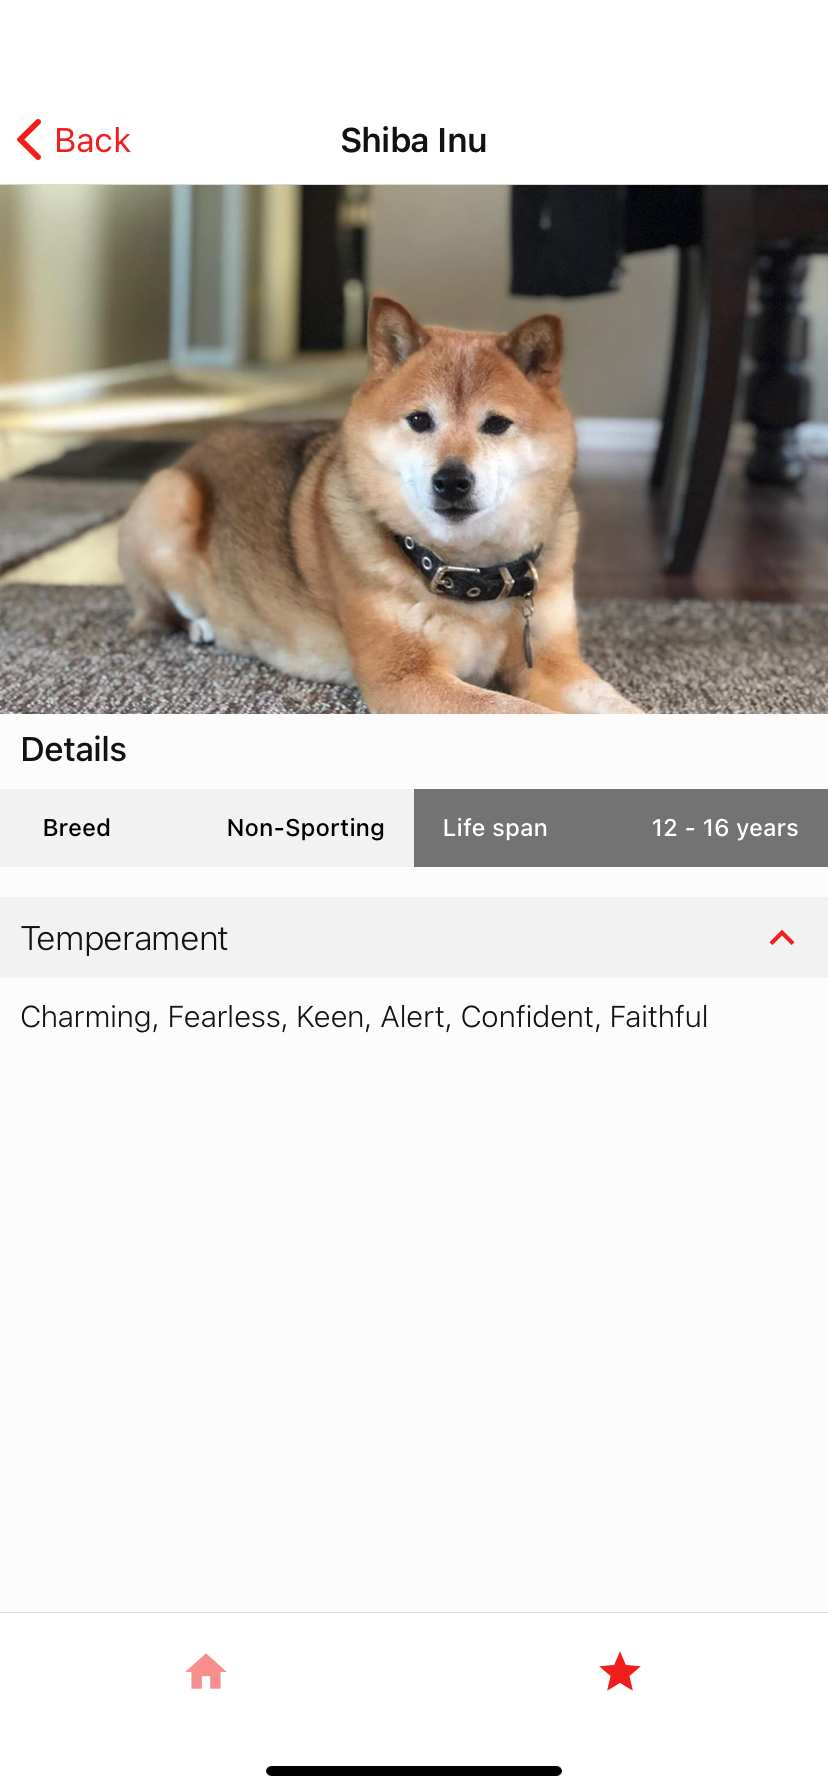 Back
Shiba Inu
Details
Breed Non-Sporting Life span 12 - 16 years
Temperament
Charming, Fearless, Keen, Alert, Confident, Faithful